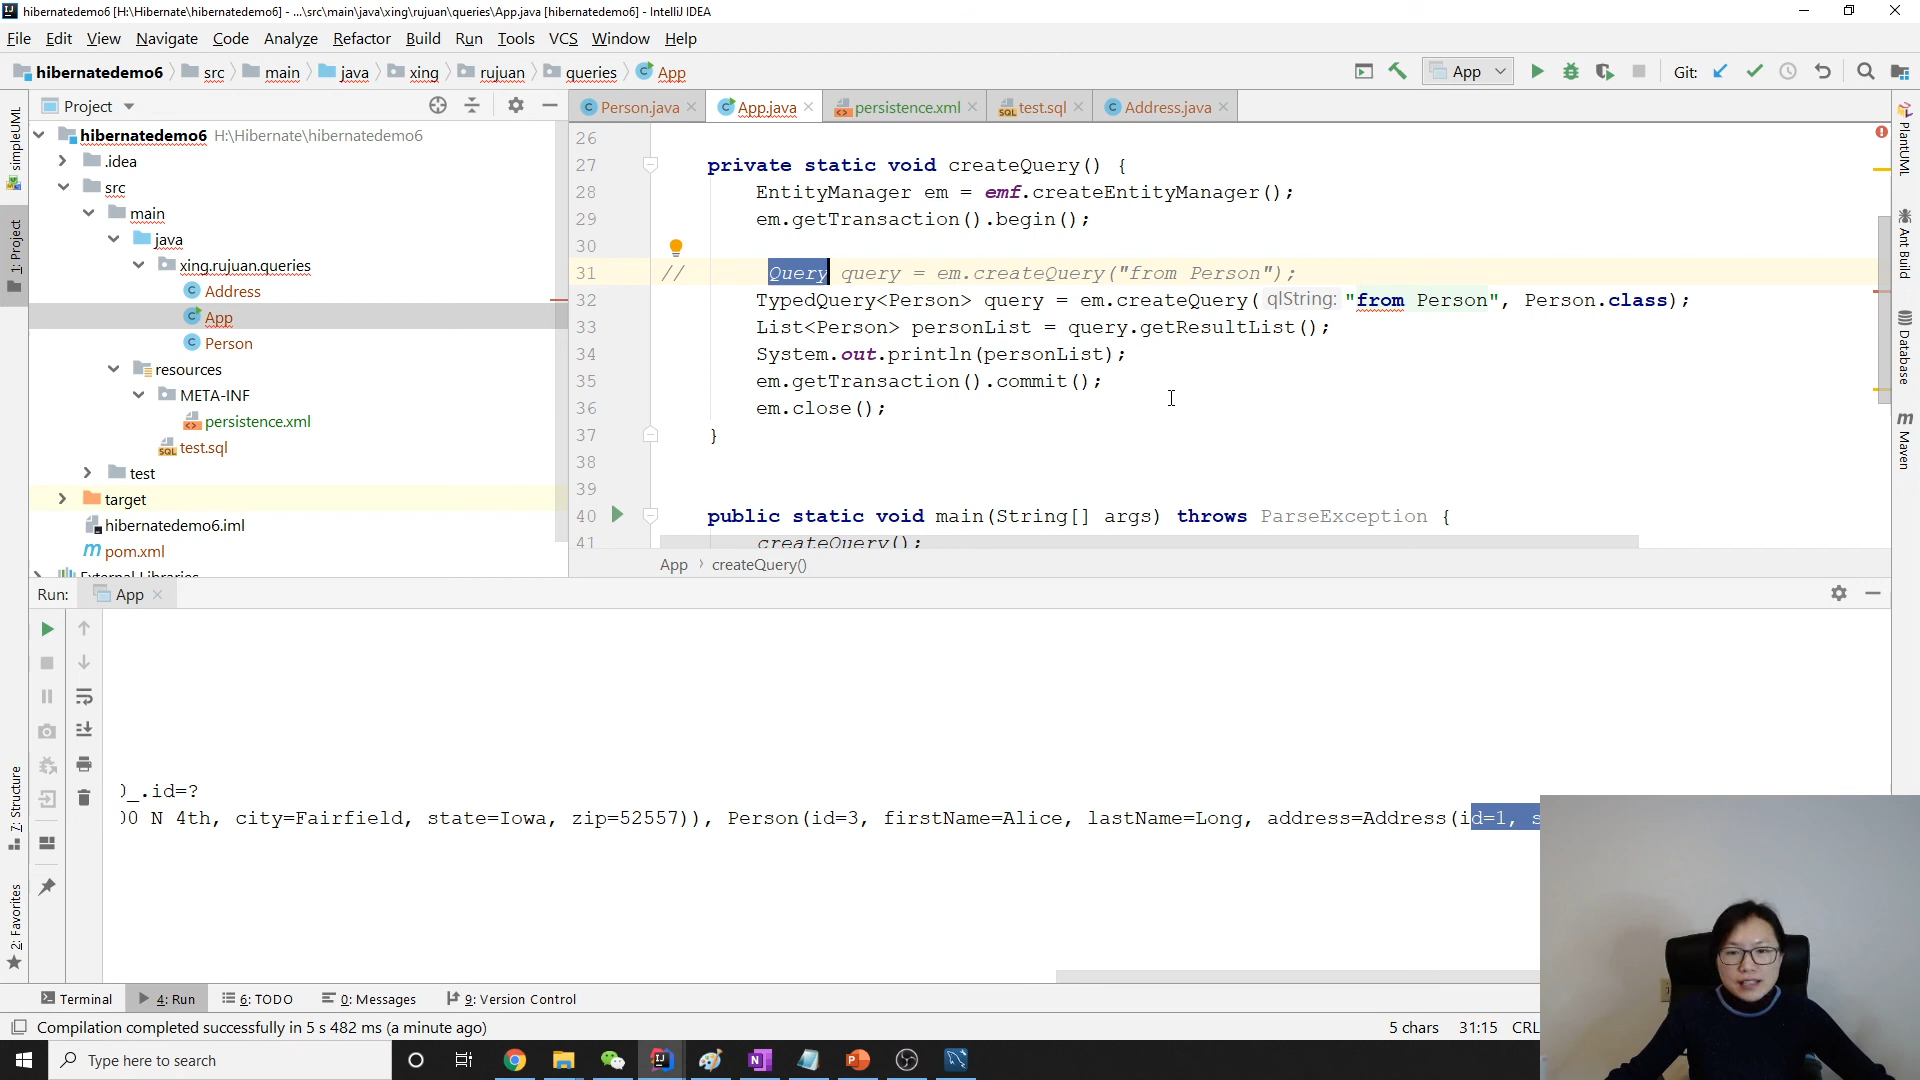 hibernatedemo6 [H:\Hibernate\hibernatedemo6] - ...\src\main\java\xing\rujuan\queries\App.java [hibernatedemo6] - IntelliJ IDEA
File Edit View Navigate Code Analyze Refactor Build Run Tools VCS Window Help
hibernatedemo6 src main java xing rujuan queries App
App Git:
Project
Person.java App.java persistence.xml test.sql Address.java
simpleUML
1: Project
7: Structure
2: Favorites
hibernatedemo6 H:\Hibernate\hibernatedemo6
.idea
src
main
java
xing.rujuan.queries
Address
App
Person
resources
META-INF
persistence.xml
test.sql
test
target
hibernatedemo6.iml
pom.xml
External Libraries
26
27 private static void createQuery() {
28 EntityManager em = emf.createEntityManager();
29 em.getTransaction().begin();
30
31 // Query query = em.createQuery("from Person");
32 TypedQuery<Person> query = em.createQuery( qlString: "from Person", Person.class);
33 List<Person> personList = query.getResultList();
34 System.out.println(personList);
35 em.getTransaction().commit();
36 em.close();
37 }
38
39
40 public static void main(String[] args) throws ParseException {
41 createQuery();
App › createQuery()
PlantUML
Ant Build
Database
Maven
Run: App
)_.id=?
00 N 4th, city=Fairfield, state=Iowa, zip=52557)), Person(id=3, firstName=Alice, lastName=Long, address=Address(id=1, s
Terminal 4: Run 6: TODO 0: Messages 9: Version Control
Compilation completed successfully in 5 s 482 ms (a minute ago) 5 chars 31:15 CRL
Type here to search